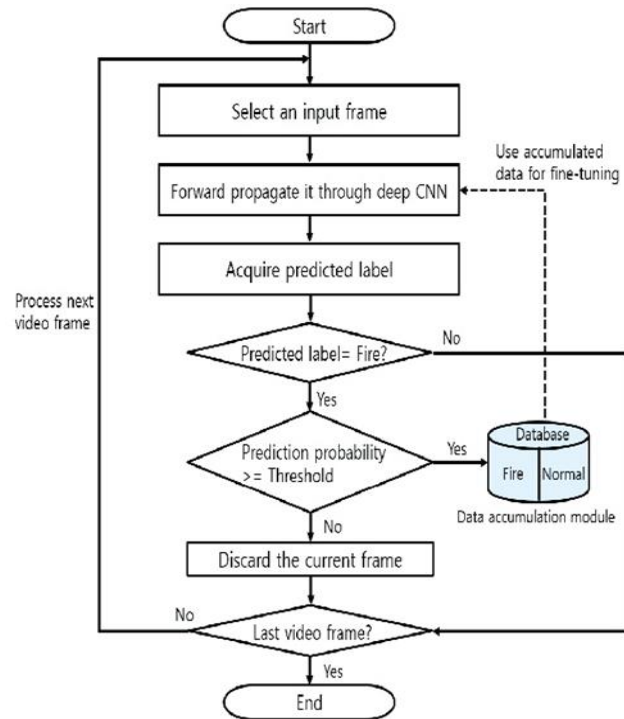 Start
Select an input frame
Use accumulated
data for fine-tuning
Forward propagate it through deep CNN
Acquire predicted label
Process next
video frame
Predicted label= Fire?
No
Yes
Prediction probability
>= Threshold
Yes
Database
Fire
Normal
Data accumulation module
No
Discard the current frame
No
Last video frame?
Yes
End